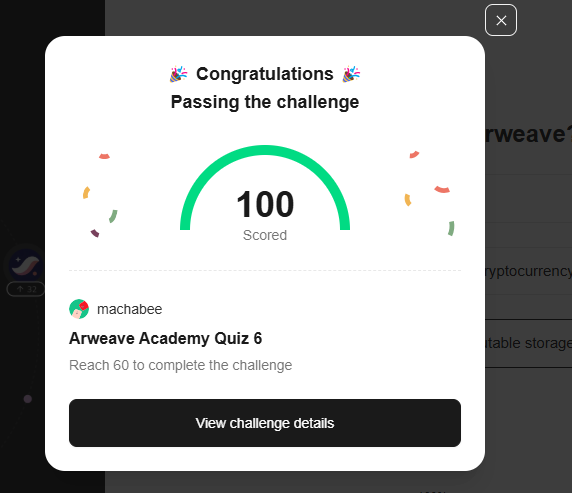 Congratulations
Passing the challenge
rweave?
100
Scored
32
ryptocurrency
machabee
Arweave Academy Quiz 6
utable storage
Reach 60 to complete the challenge
View challenge details